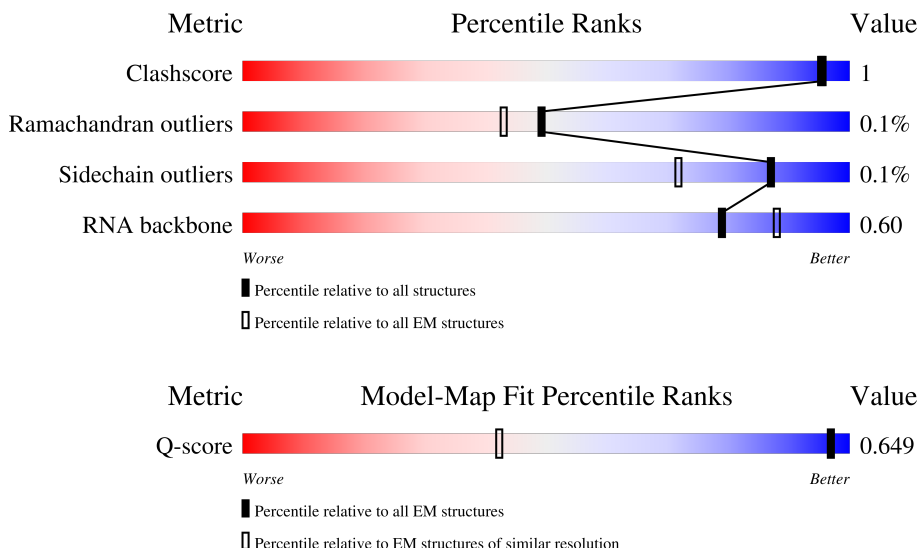 Metric Percentile Ranks Value
Clashscore 1
Ramachandran outliers 0.1%
Sidechain outliers 0.1%
RNA backbone 0.60
Worse Better
Percentile relative to all structures
Percentile relative to all EM structures
Metric Model-Map Fit Percentile Ranks Value
Q-score 0.649
Worse Better
Percentile relative to all EM structures
Percentile relative to EM structures of similar resolution